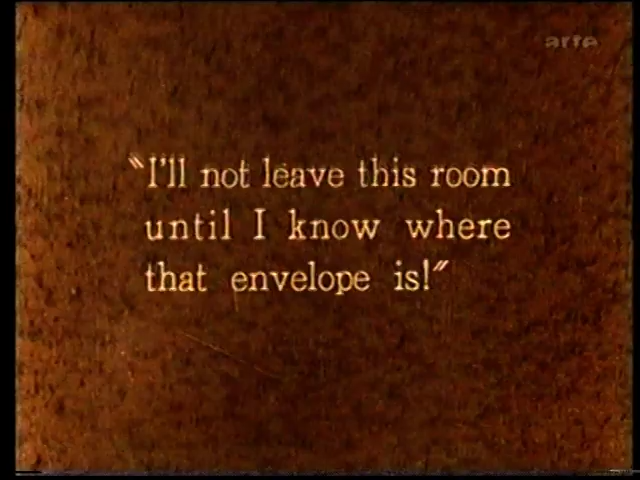 arte
"I'll not leave this room
until I know where
that envelope is!"